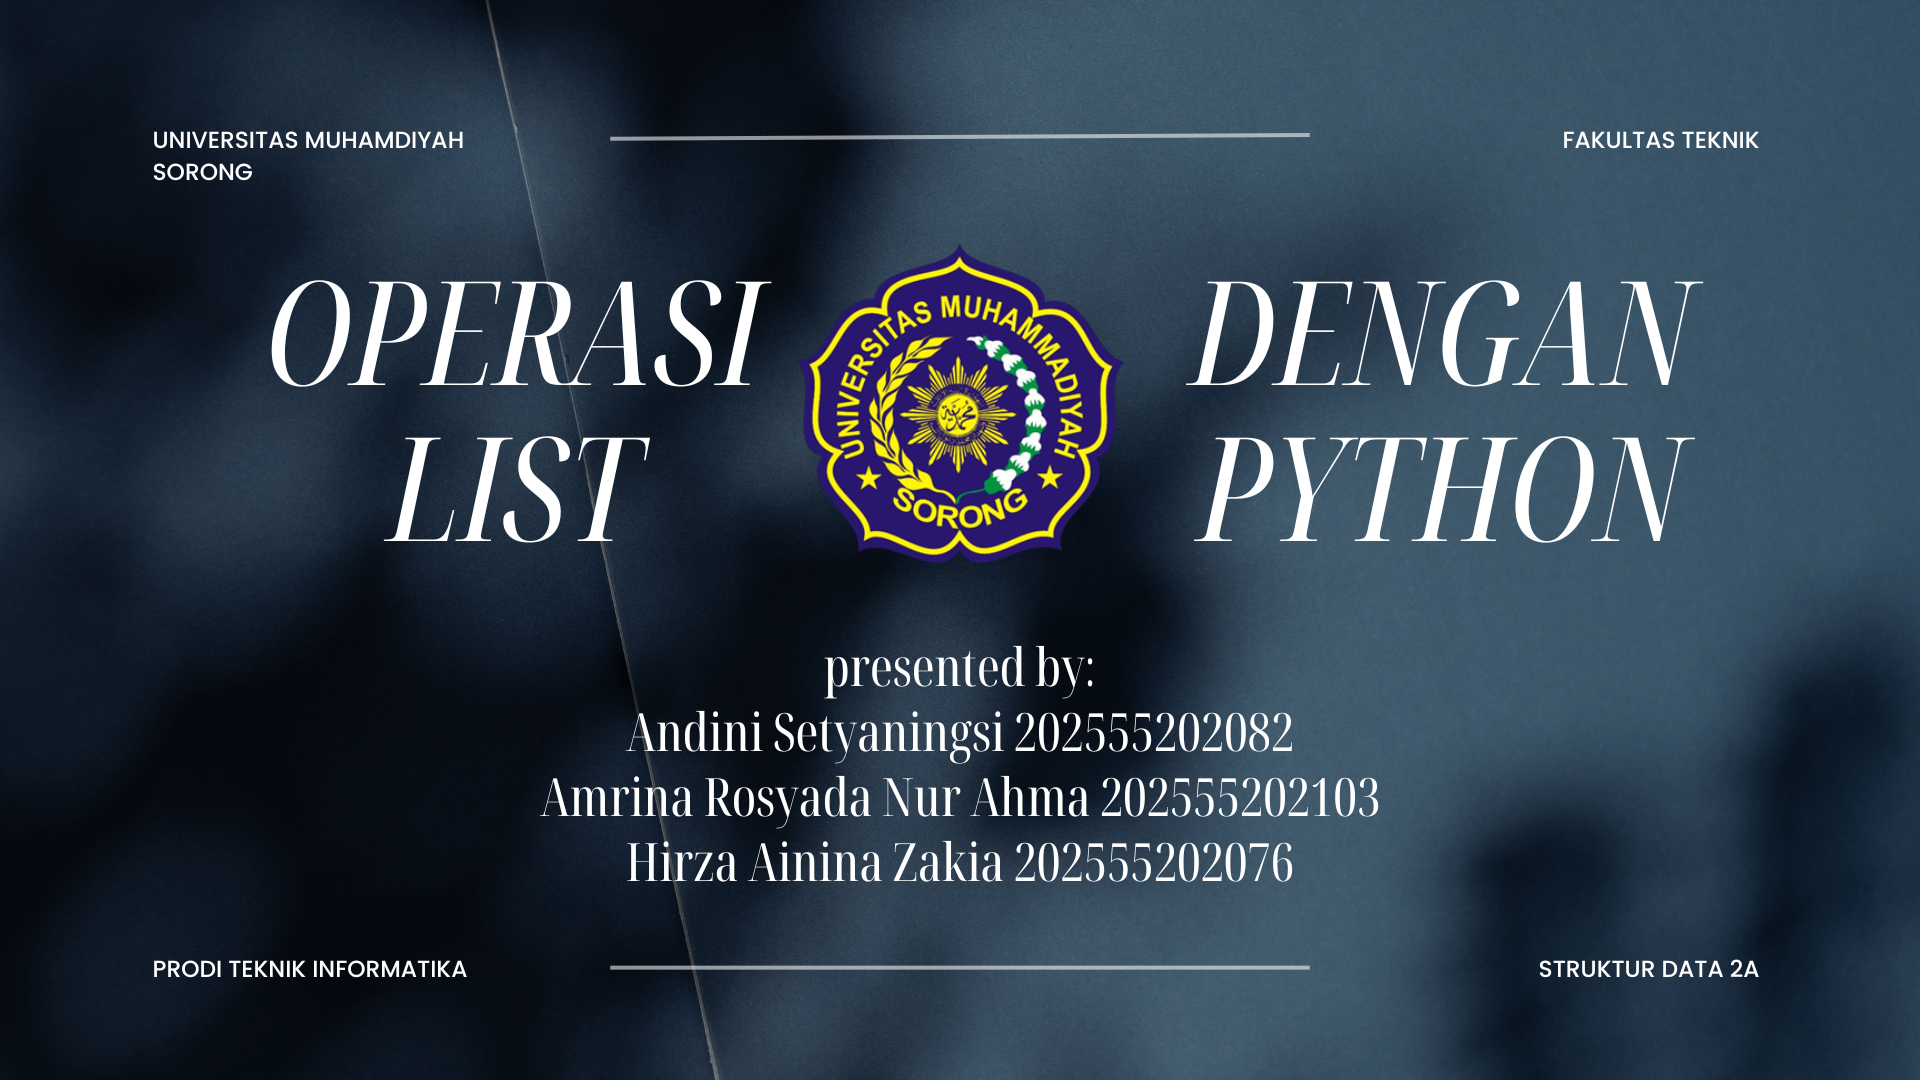 UNIVERSITAS MUHAMDIYAH
SORONG
FAKULTAS TEKNIK
OPERASI
LIST
UNIVERSITAS MUHAMMADIYAH
SORONG
DENGAN
PYTHON
presented by:
Andini Setyaningsi 202555202082
Amrina Rosyada Nur Ahma 202555202103
Hirza Ainina Zakia 202555202076
PRODI TEKNIK INFORMATIKA
STRUKTUR DATA 2A